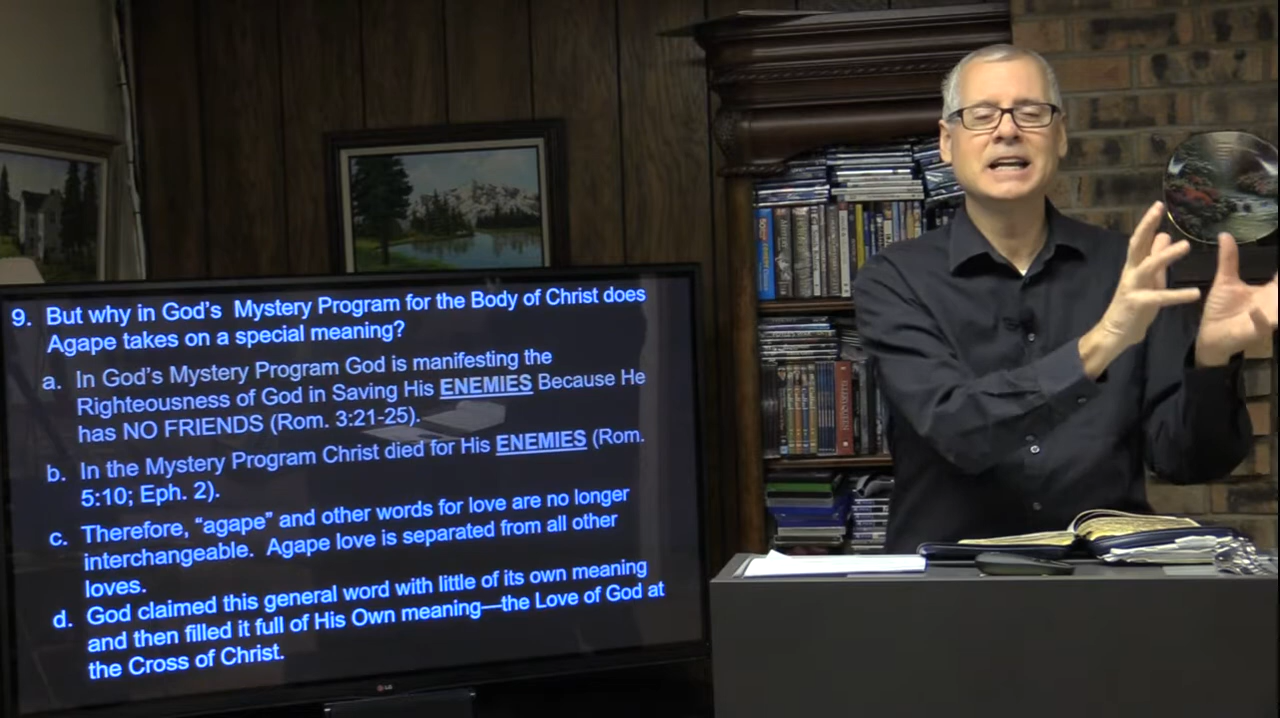 9. But why in God's Mystery Program for the Body of Christ does
Agape takes on a special meaning?
a. In God's Mystery Program God is manifesting the
Righteousness of God in Saving His ENEMIES Because He
has NO FRIENDS (Rom. 3:21-25).
b. In the Mystery Program Christ died for His ENEMIES (Rom.
5:10; Eph. 2).
c. Therefore, “agape” and other words for love are no longer
interchangeable. Agape love is separated from all other
loves.
d. God claimed this general word with little of its own meaning
and then filled it full of His Own meaning—the Love of God at
the Cross of Christ.
LG